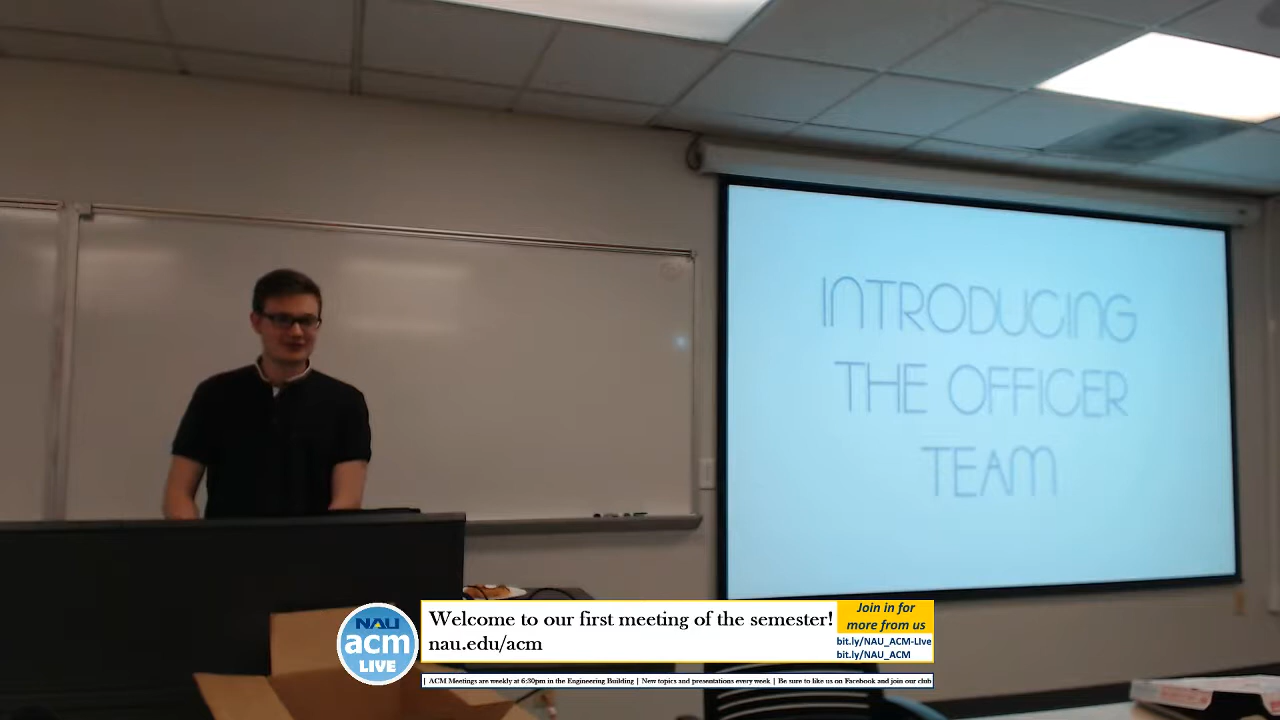 INTRODUCING
THE OFFICER
TEAM
NAU
acm
LIVE
Welcome to our first meeting of the semester!
nau.edu/acm
Join in for
more from us
bit.ly/NAU_ACM-Live
bit.ly/NAU_ACM
| ACM Meetings are weekly at 6:30pm in the Engineering Building | New topics and presentations every week | Be sure to like us on Facebook and join our club